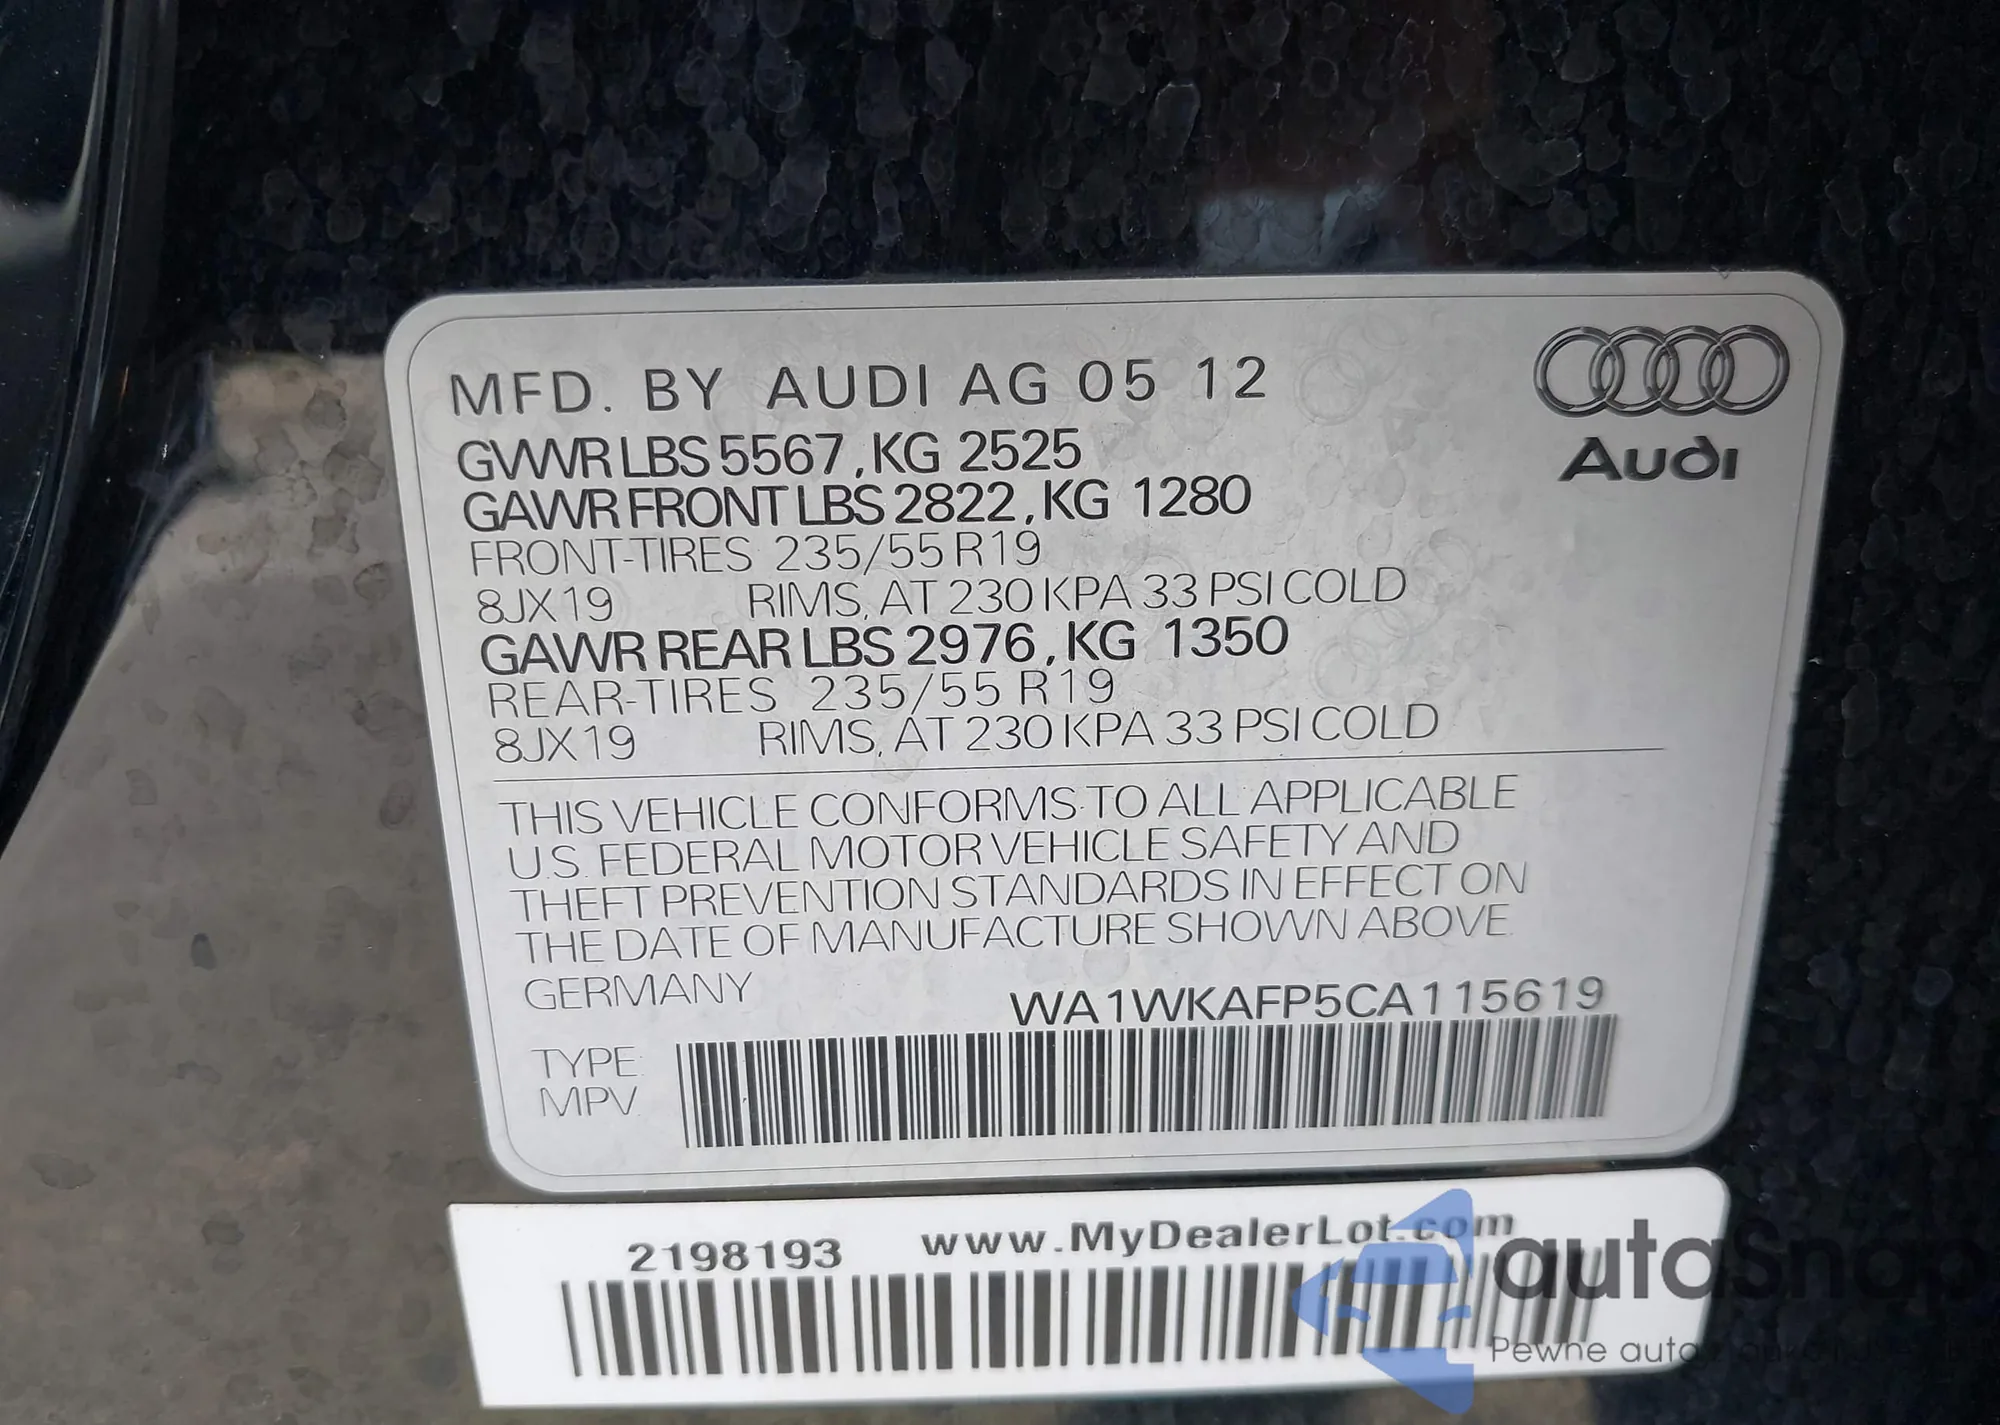 MFD. BY AUDI AG 05 12
Audi
GVWR LBS 5567, KG 2525
GAWR FRONT LBS 2822, KG 1280
FRONT-TIRES 235/55 R19
8JX19 RIMS, AT 230 KPA 33 PSI COLD
GAWR REAR LBS 2976, KG 1350
REAR-TIRES 235/55 R19
8JX19 RIMS, AT 230 KPA 33 PSI COLD
THIS VEHICLE CONFORMS TO ALL APPLICABLE
U.S. FEDERAL MOTOR VEHICLE SAFETY AND
THEFT PREVENTION STANDARDS IN EFFECT ON
THE DATE OF MANUFACTURE SHOWN ABOVE.
GERMANY
WA1WKAFP5CA115619
TYPE:
MPV
2198193 www.MyDealerLot.com
autoSnap
Pewne auta